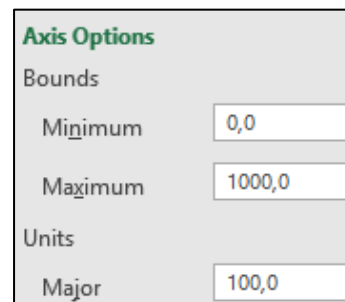 Axis Options
Bounds
Minimum 0,0
Maximum 1000,0
Units
Major 100,0